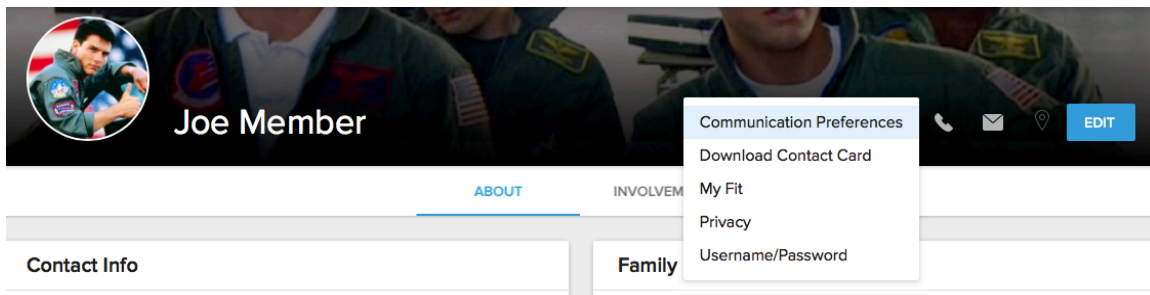 Joe Member
Communication Preferences
EDIT
Download Contact Card
My Fit
Privacy
Username/Password
ABOUT
INVOLVEM
Contact Info
Family